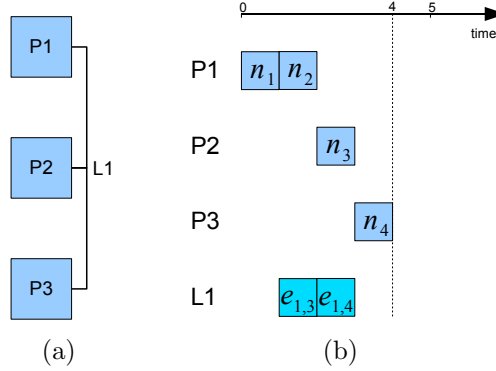 P1
P2
L1
P3
(a)
0 4 5
time
P1 n1 n2
P2 n3
P3 n4
L1 e1,3 e1,4
(b)